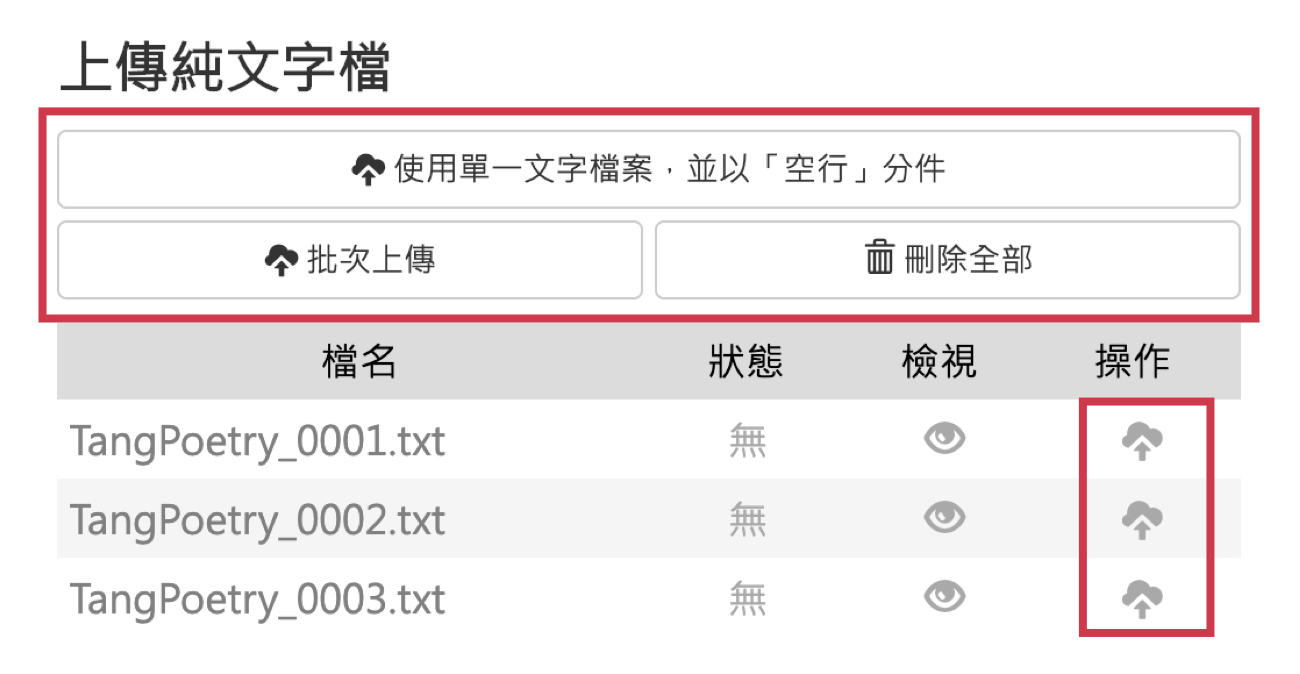 上傳純文字檔
使用單一文字檔案，並以「空行」分件
批次上傳 刪除全部
檔名 狀態 檢視 操作
TangPoetry_0001.txt 無
TangPoetry_0002.txt 無
TangPoetry_0003.txt 無